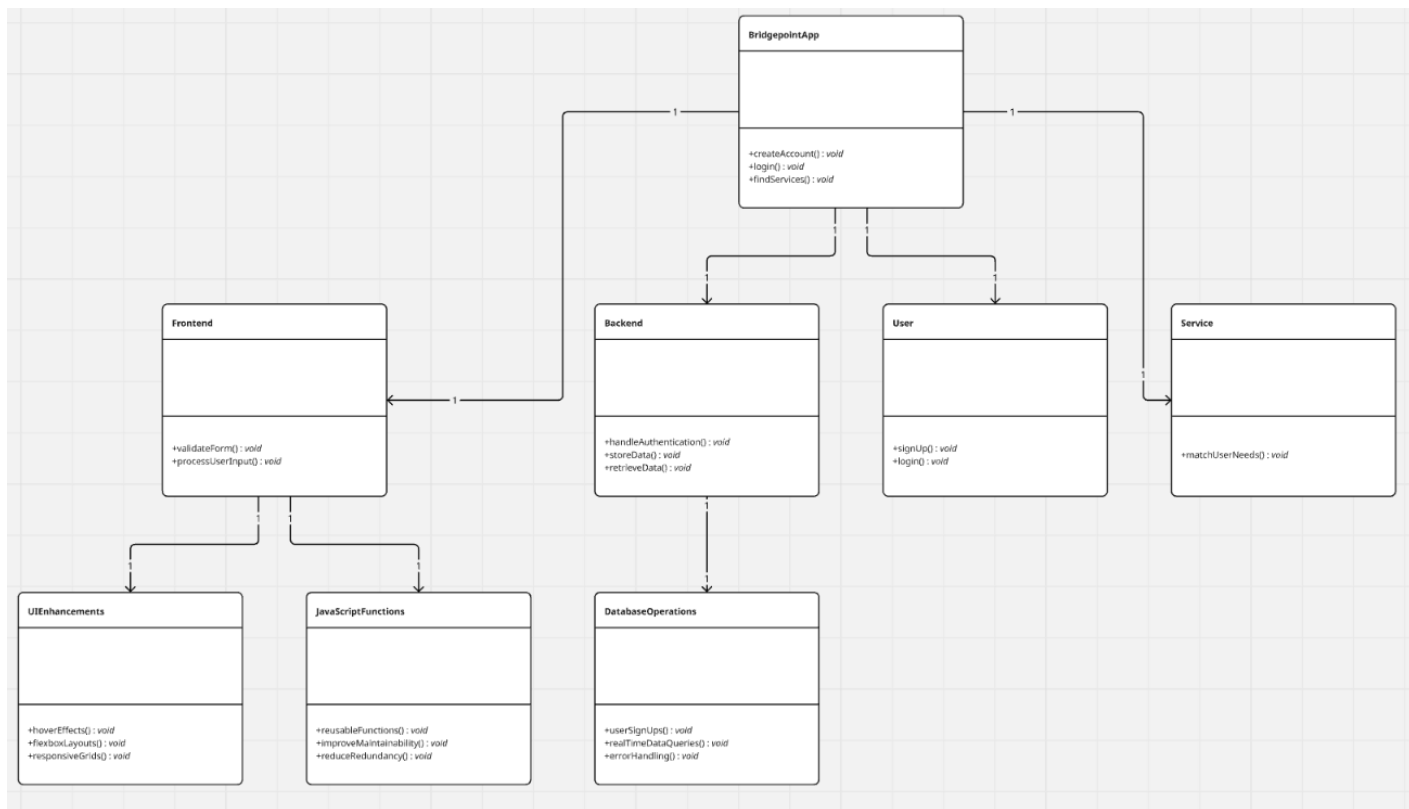 BridgepointApp
1
1
+createAccount() : void
+login() : void
+findServices() : void
1
1
1
1
Frontend
Backend
User
Service
1
1
+validateForm() : void
+processUserInput() : void
+handleAuthentication() : void
+storeData() : void
+retrieveData() : void
+signUp() : void
+login() : void
+matchUserNeeds() : void
1
1
1
1
1
1
UIEnhancements
JavaScriptFunctions
DatabaseOperations
+hoverEffects() : void
+flexboxLayouts() : void
+responsiveGrids() : void
+reusableFunctions() : void
+improveMaintainability() : void
+reduceRedundancy() : void
+userSignUps() : void
+realTimeDataQueries() : void
+errorHandling() : void